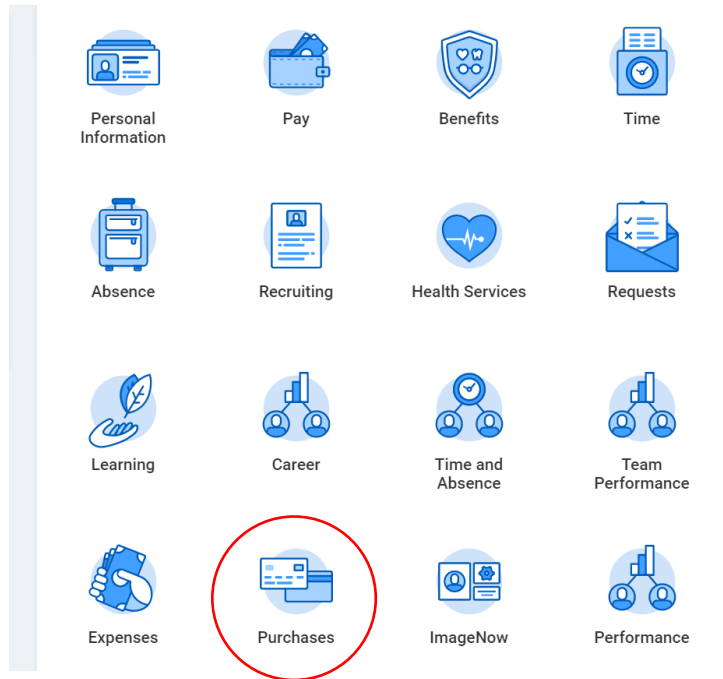 Personal
Information
Pay
Benefits
Time
Absence
Recruiting
Health Services
Requests
Learning
Career
Time and
Absence
Team
Performance
Expenses
Purchases
ImageNow
Performance